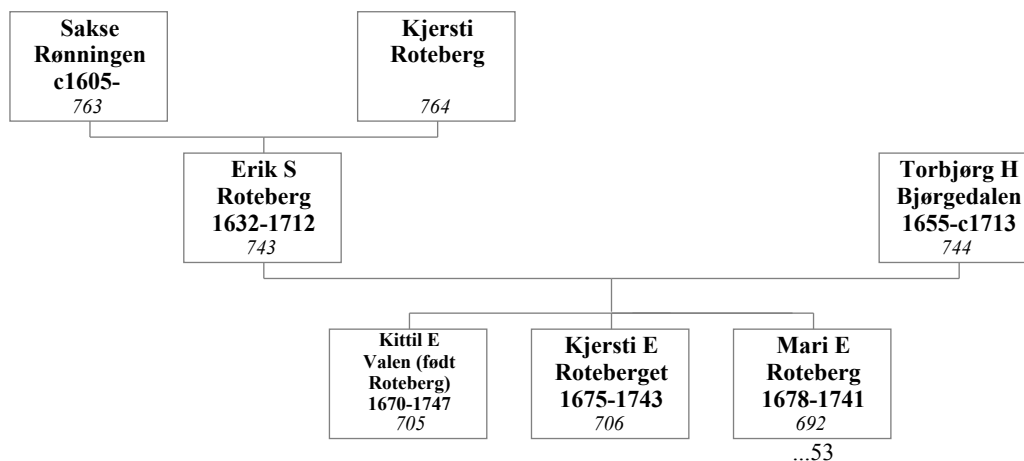 Sakse
Rønningen
c1605-
763
Kjersti
Roteberg
764
Erik S
Roteberg
1632-1712
743
Torbjørg H
Bjørgedalen
1655-c1713
744
Kittil E
Valen (født
Roteberg)
1670-1747
705
Kjersti E
Roteberget
1675-1743
706
Mari E
Roteberg
1678-1741
692
...53